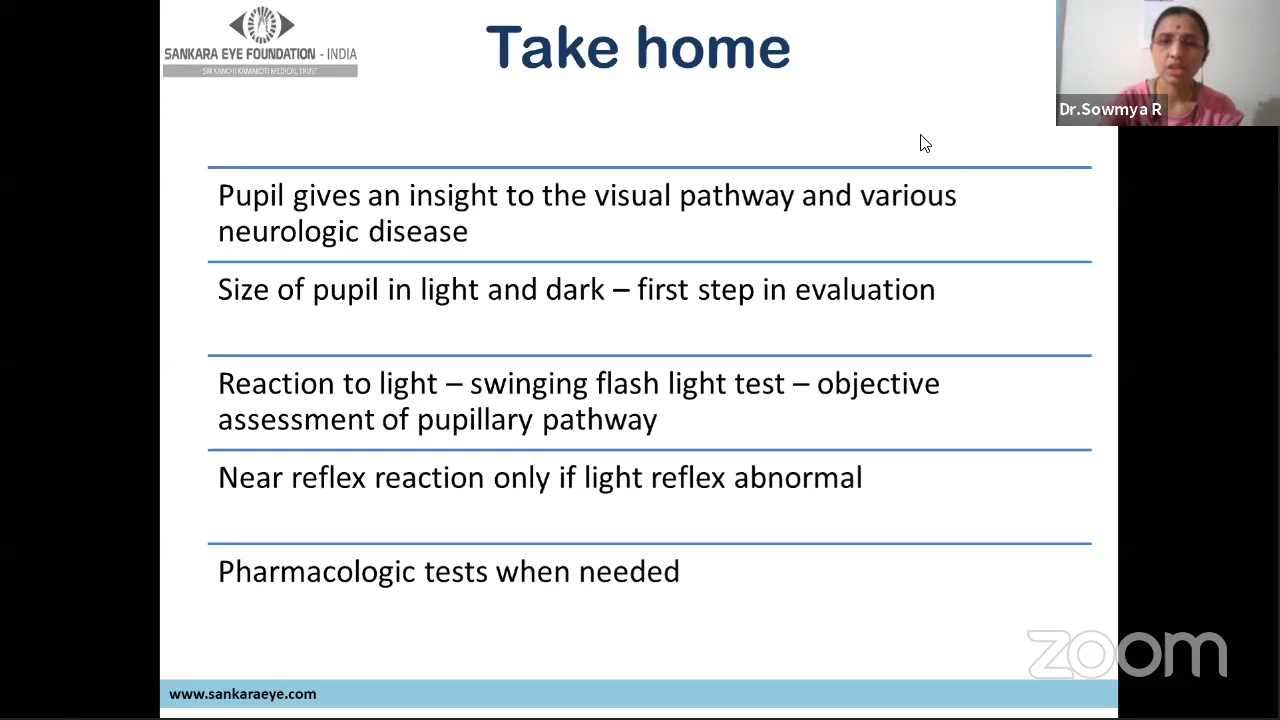 SANKARA EYE FOUNDATION - INDIA
SRI KANCHI KAMAKOTI MEDICAL TRUST
Take home
Dr.Sowmya R
Pupil gives an insight to the visual pathway and various
neurologic disease
Size of pupil in light and dark – first step in evaluation
Reaction to light – swinging flash light test – objective
assessment of pupillary pathway
Near reflex reaction only if light reflex abnormal
Pharmacologic tests when needed
zoom
www.sankaraeye.com